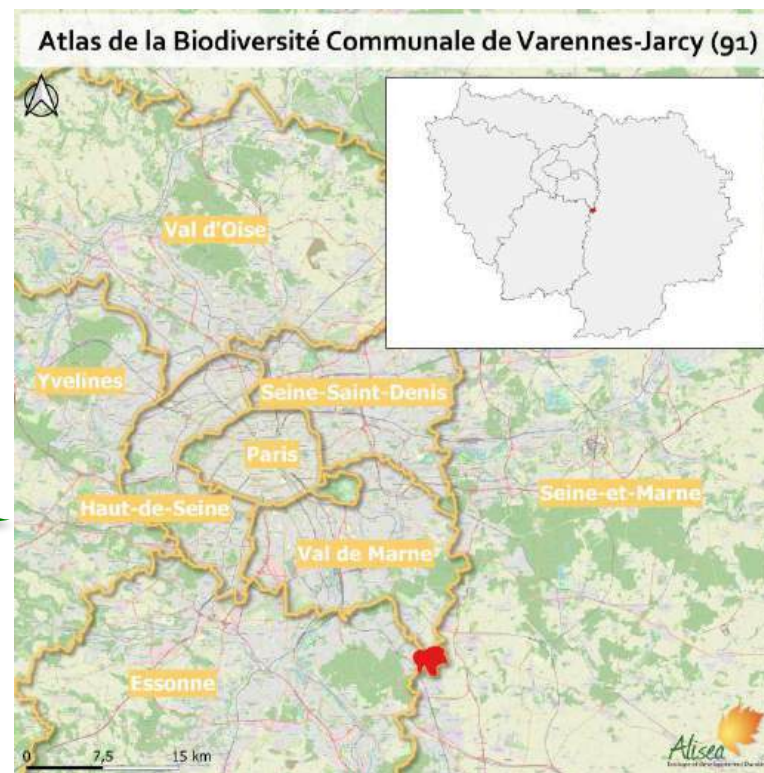 Atlas de la Biodiversité Communale de Varennes-Jarcy (91)
Val d'Oise
Yvelines
Seine-Saint-Denis
Paris
Seine-et-Marne
Haut-de-Seine
Val de Marne
Essonne
0 7,5 15 km
Alisea